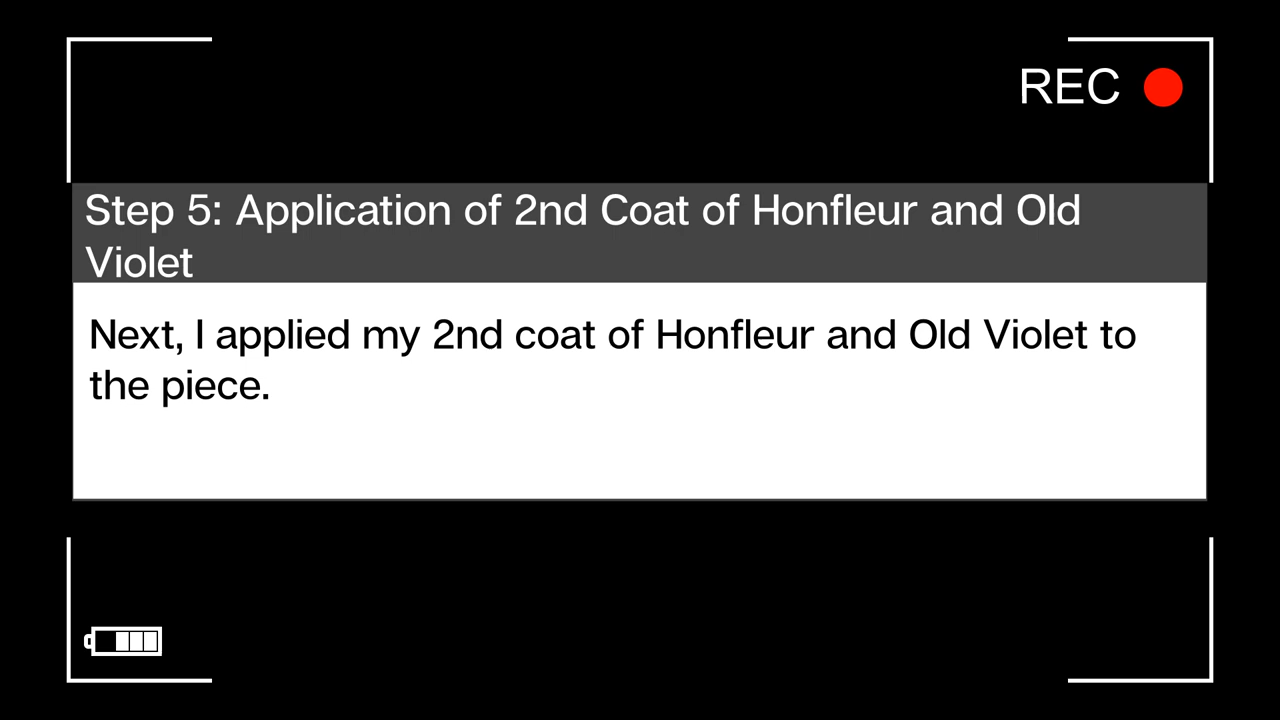 REC
Step 5: Application of 2nd Coat of Honfleur and Old
Violet
Next, I applied my 2nd coat of Honfleur and Old Violet to
the piece.